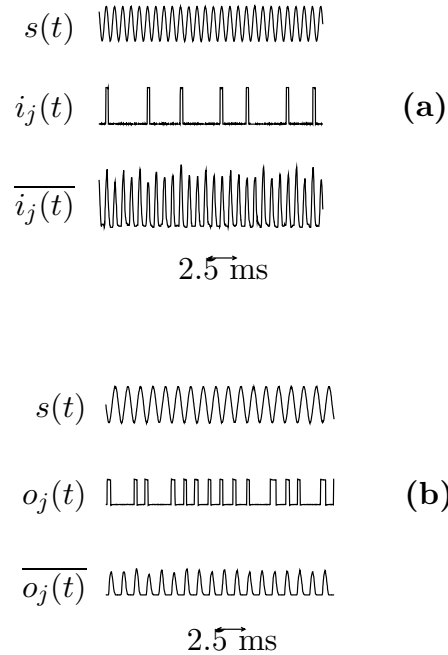 s(t)
i_j(t)
(a)
\overline{i_j(t)}
2.5 ms
s(t)
o_j(t)
(b)
\overline{o_j(t)}
2.5 ms